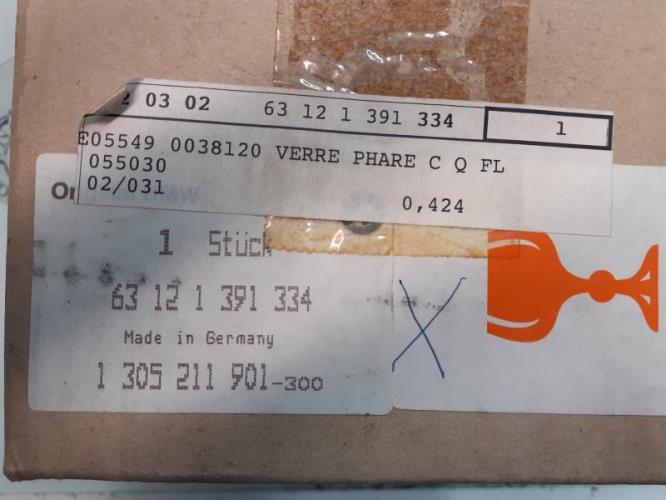 2 03 02 63 12 1 391 334 1
E05549 0038120 VERRE PHARE C Q FL
055030
02/031
0,424
1 Stück
63 12 1 391 334
Made in Germany
1 305 211 901-300
X